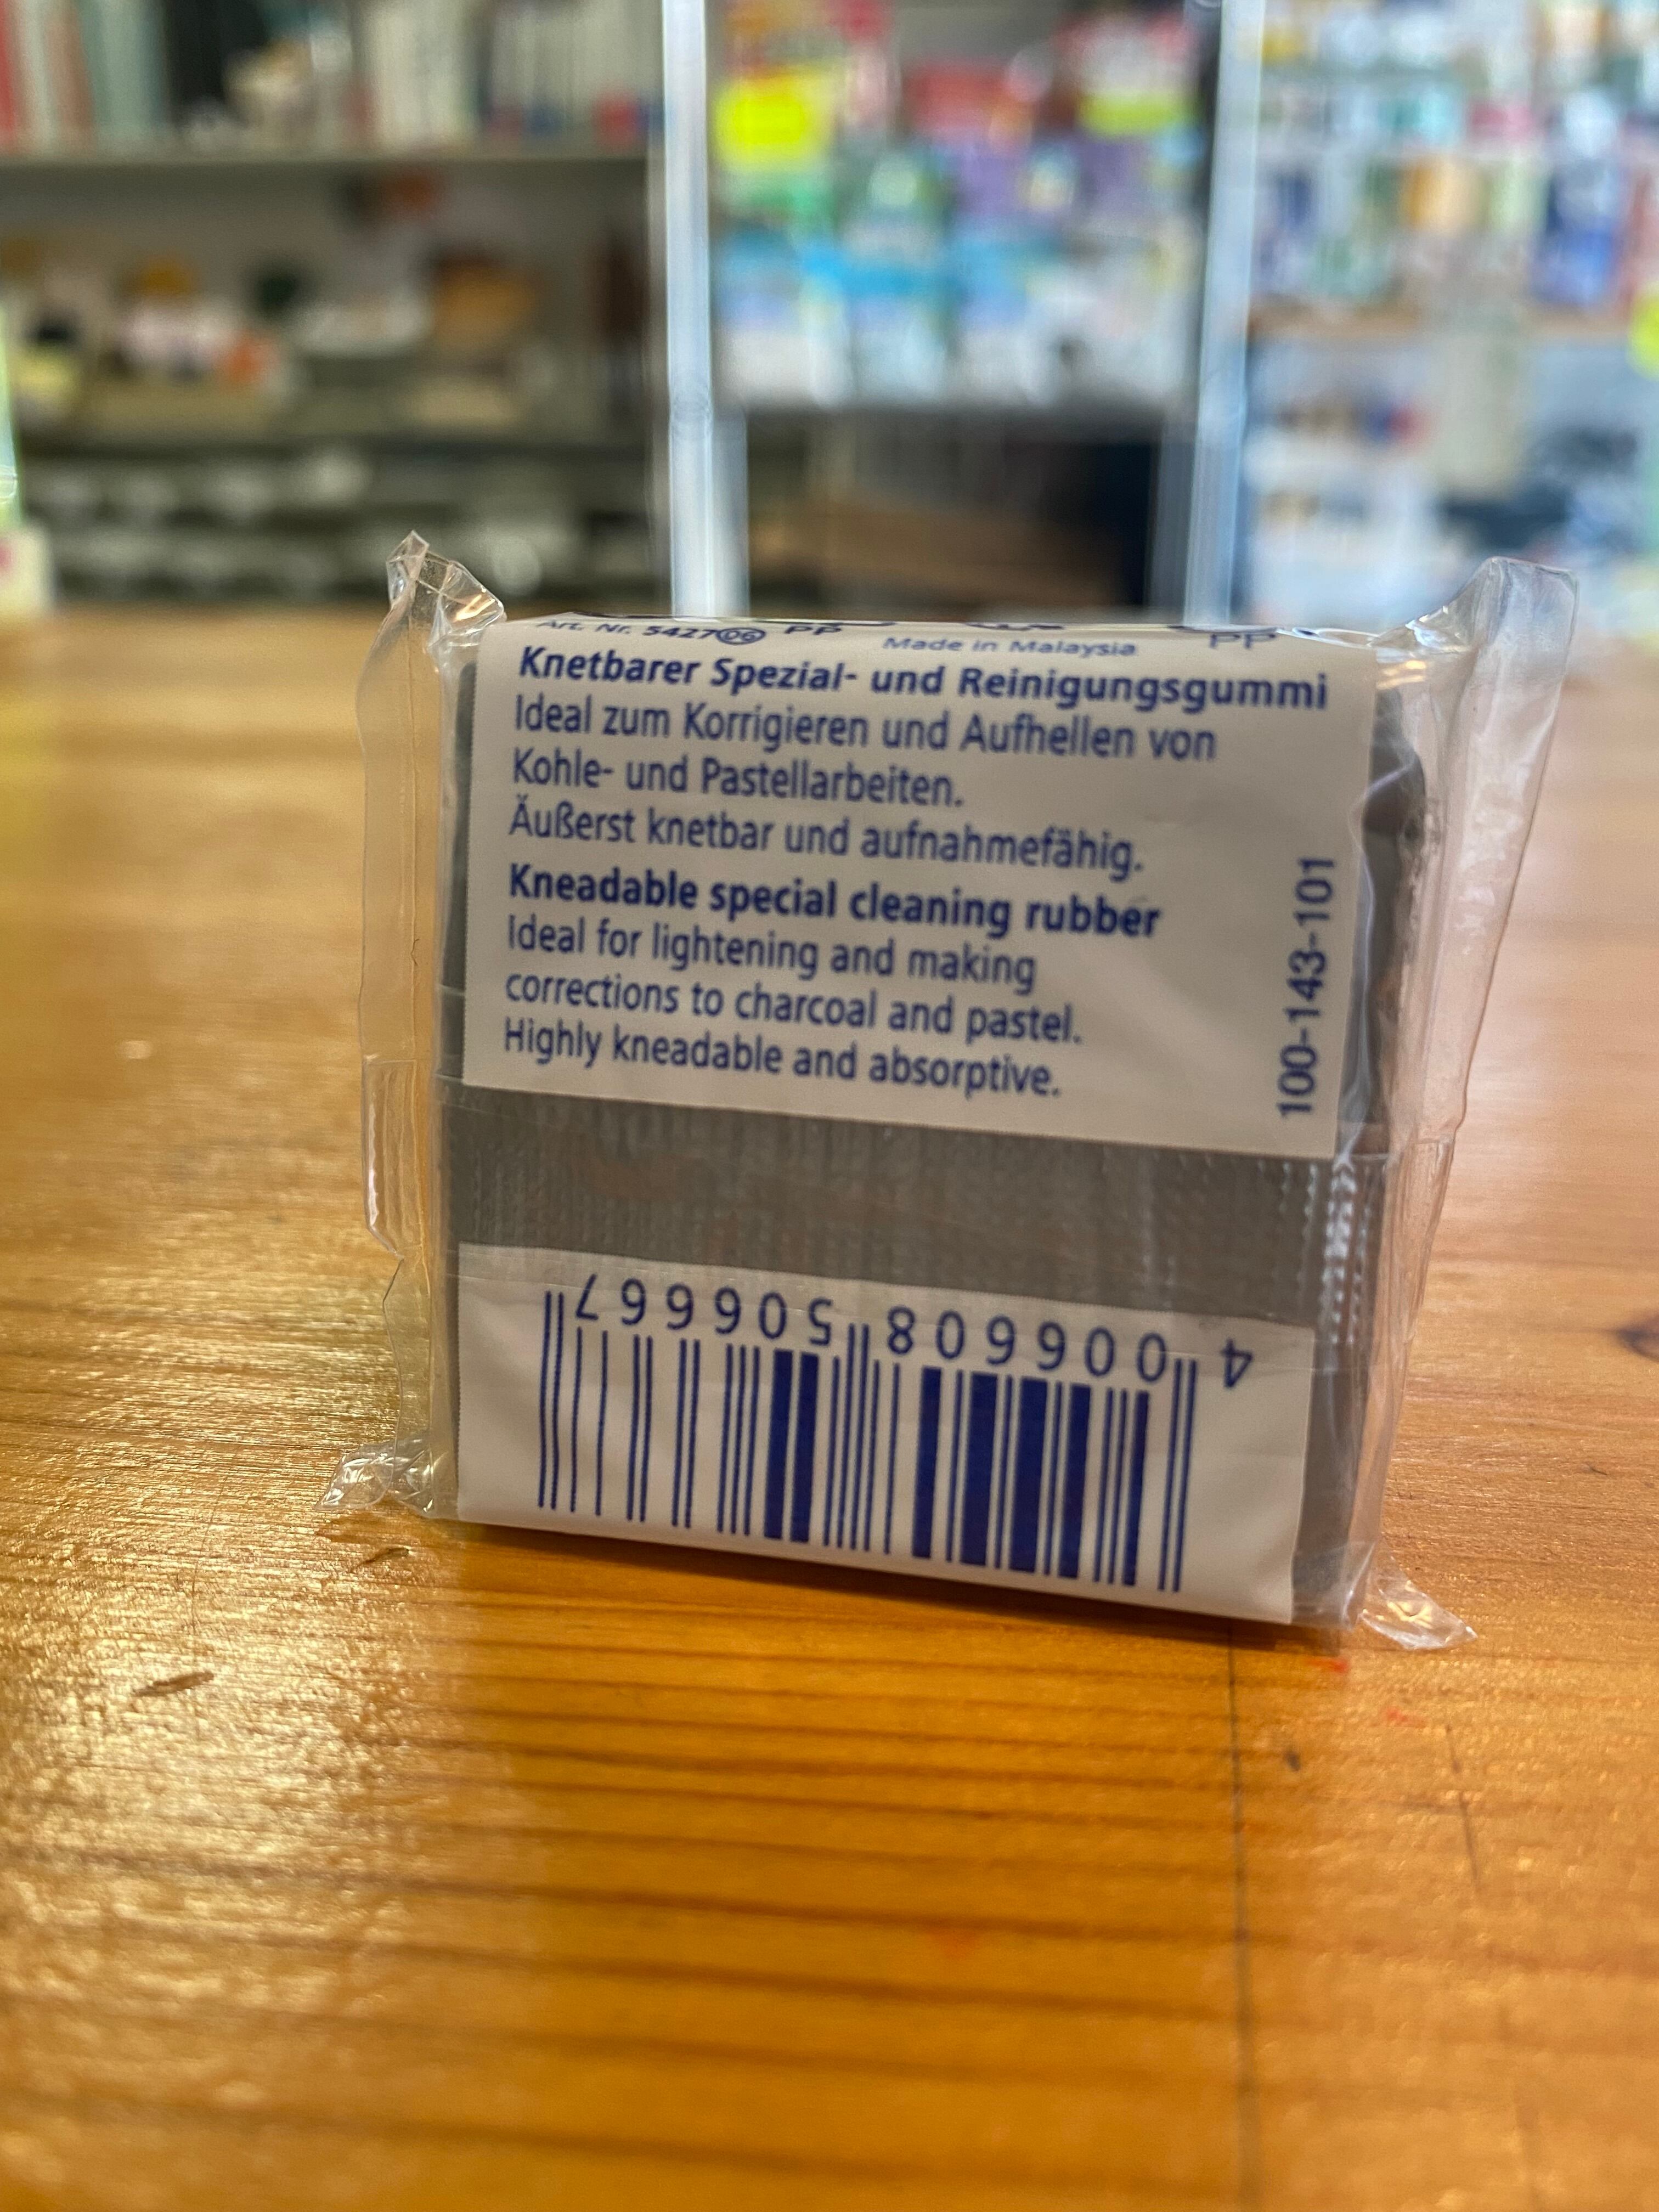 Art. Nr. 5427 06 PP Made in Malaysia PP
Knetbarer Spezial- und Reinigungsgummi
Ideal zum Korrigieren und Aufhellen von
Kohle- und Pastellarbeiten.
Äußerst knetbar und aufnahmefähig.
Kneadable special cleaning rubber
Ideal for lightening and making
corrections to charcoal and pastel.
Highly kneadable and absorptive.
100-143-101
4 006608 506667